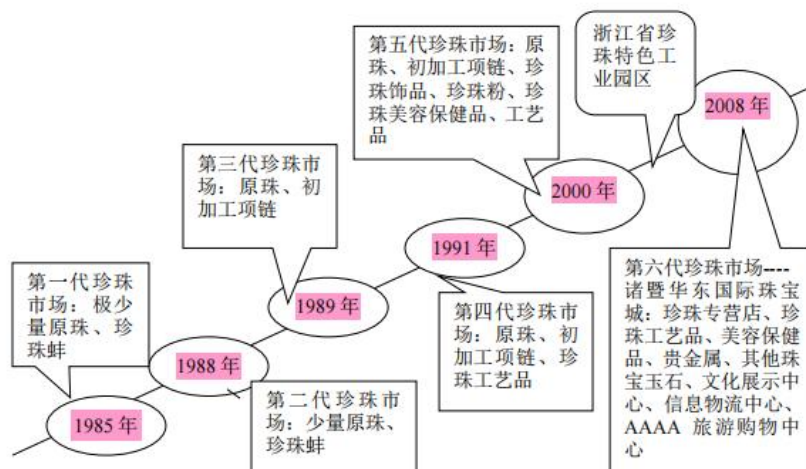 第五代珍珠市场：原
珠、初加工项链、珍
珠饰品、珍珠粉、珍
珠美容保健品、工艺
品
浙江省珍
珠特色工
业园区
2008 年
第三代珍珠市
场：原珠、初
加工项链
2000 年
1991 年
第一代珍珠
市场：极少
量原珠、珍
珠蚌
1989 年
第四代珍珠市
场：原珠、初
加工项链、珍
珠工艺品
第六代珍珠市场----
诸暨华东国际珠宝
城：珍珠专营店、珍
珠工艺品、美容保健
品、贵金属、其他珠
宝玉石、文化展示中
心、信息物流中心、
AAAA 旅游购物中
心
1988 年
第二代珍珠市
场：少量原珠、
珍珠蚌
1985 年